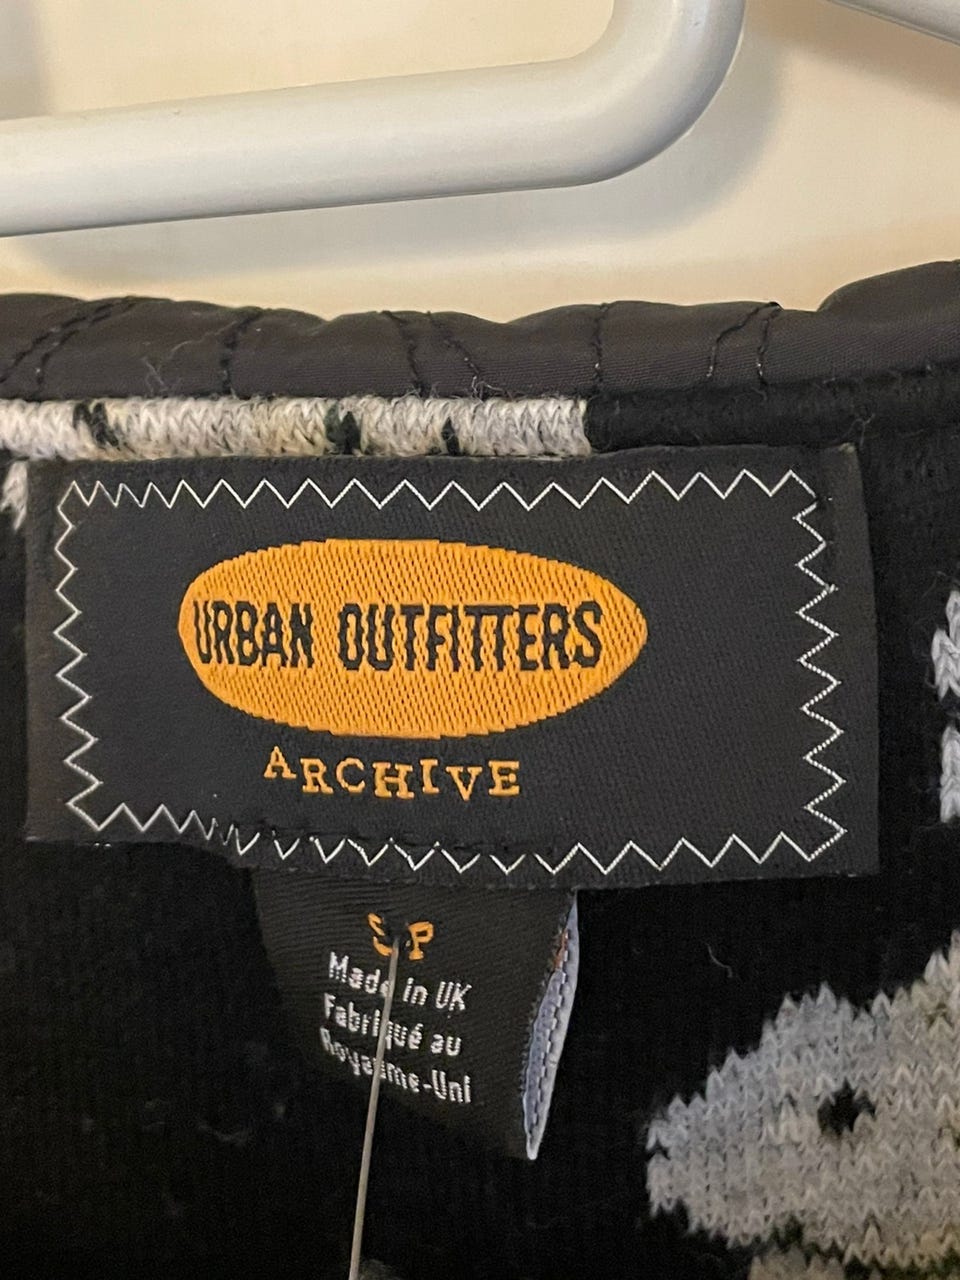 URBAN OUTFITTERS
ARCHIVE
S/P
Made in UK
Fabriqué au
Royaume-Uni